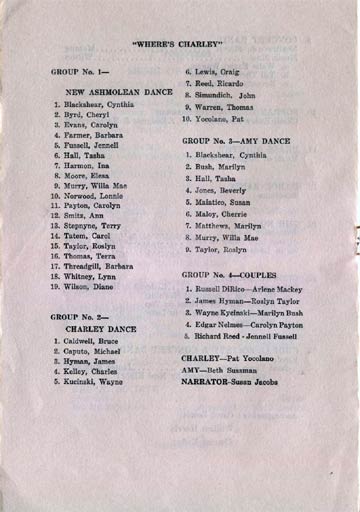 "WHERE'S CHARLEY"
GROUP No. 1—
NEW ASHMOLEAN DANCE
1. Blackshear, Cynthia
2. Byrd, Cheryl
3. Evans, Carolyn
4. Farmer, Barbara
5. Fussell, Jennell
6. Hall, Tasha
7. Harmon, Ina
8. Moore, Elesa
9. Murry, Willa Mae
10. Norwood, Lonnie
11. Payton, Carolyn
12. Smitz, Ann
13. Stepnyne, Terry
14. Tatem, Carol
15. Taylor, Roslyn
16. Thomas, Terra
17. Threadgill, Barbara
18. Whitney, Lynn
19. Wilson, Diane
GROUP No. 2—
CHARLEY DANCE
1. Caldwell, Bruce
2. Caputo, Michael
3. Hyman, James
4. Kelley, Charles
5. Kucinski, Wayne
6. Lewis, Craig
7. Reed, Ricardo
8. Simundich, John
9. Warren, Thomas
10. Yocolano, Pat
GROUP No. 3—AMY DANCE
1. Blackshear, Cynthia
2. Bush, Marilyn
3. Hall, Tasha
4. Jones, Beverly
5. Malatico, Susan
6. Maloy, Cherrie
7. Matthews, Marilyn
8. Murry, Willa Mae
9. Taylor, Roslyn
GROUP No. 4—COUPLES
1. Russell DiRico—Arlene Mackey
2. James Hyman—Roslyn Taylor
3. Wayne Kycinski—Marilyn Bush
4. Edgar Nelmes—Carolyn Payton
5. Richard Reed - Jennell Fussell
CHARLEY—Pat Yocolano
AMY—Beth Sussman
NARRATOR—Susan Jacobs